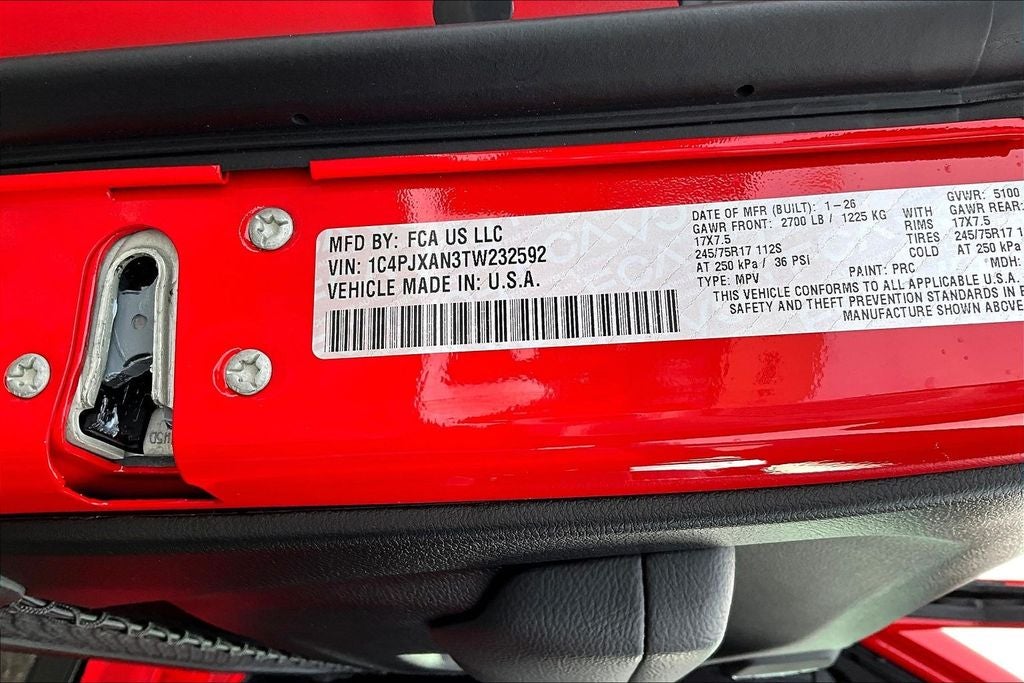 MFD BY: FCA US LLC
VIN: 1C4PJXAN3TW232592
VEHICLE MADE IN: U.S.A.
DATE OF MFR (BUILT): 1-26 GVWR: 5100
GAWR FRONT: 2700 LB / 1225 KG WITH GAWR REAR:
17X7.5 RIMS 17X7.5
245/75R17 112S TIRES 245/75R17
AT 250 kPa / 36 PSI AT 250 kPa
TYPE: MPV PAINT: PRC *MDH:
THIS VEHICLE CONFORMS TO ALL APPLICABLE U.S.A.
SAFETY AND THEFT PREVENTION STANDARDS IN
MANUFACTURE SHOWN ABOVE